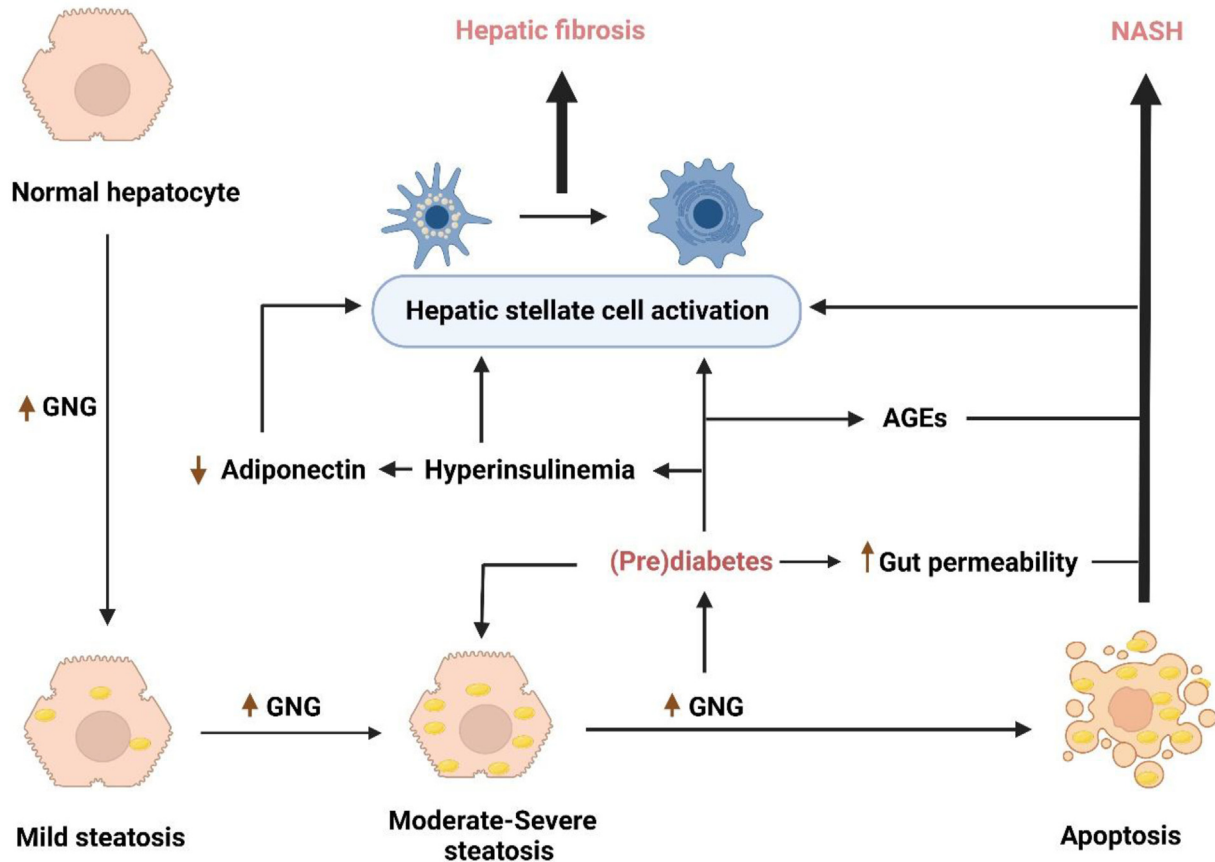 Hepatic fibrosis
NASH
Normal hepatocyte
Hepatic stellate cell activation
GNG
AGEs
Adiponectin
Hyperinsulinemia
(Pre)diabetes
Gut permeability
GNG
GNG
Mild steatosis
Moderate-Severe
steatosis
Apoptosis